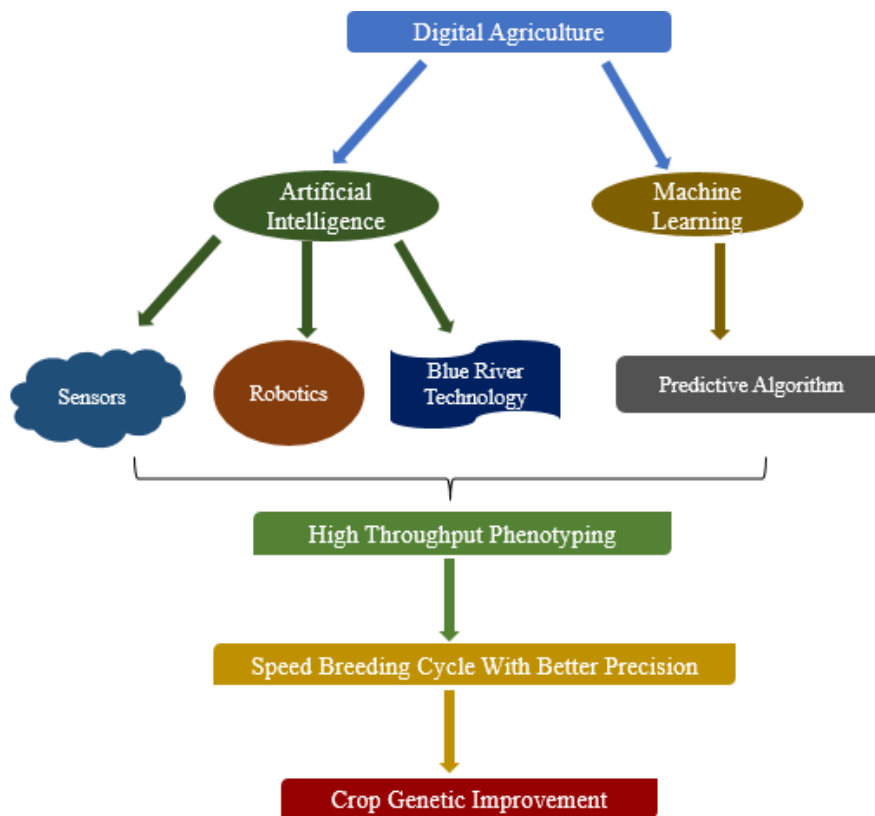 Digital Agriculture
Artificial
Intelligence
Machine
Learning
Sensors
Robotics
Blue River
Technology
Predictive Algorithm
High Throughput Phenotyping
Speed Breeding Cycle With Better Precision
Crop Genetic Improvement